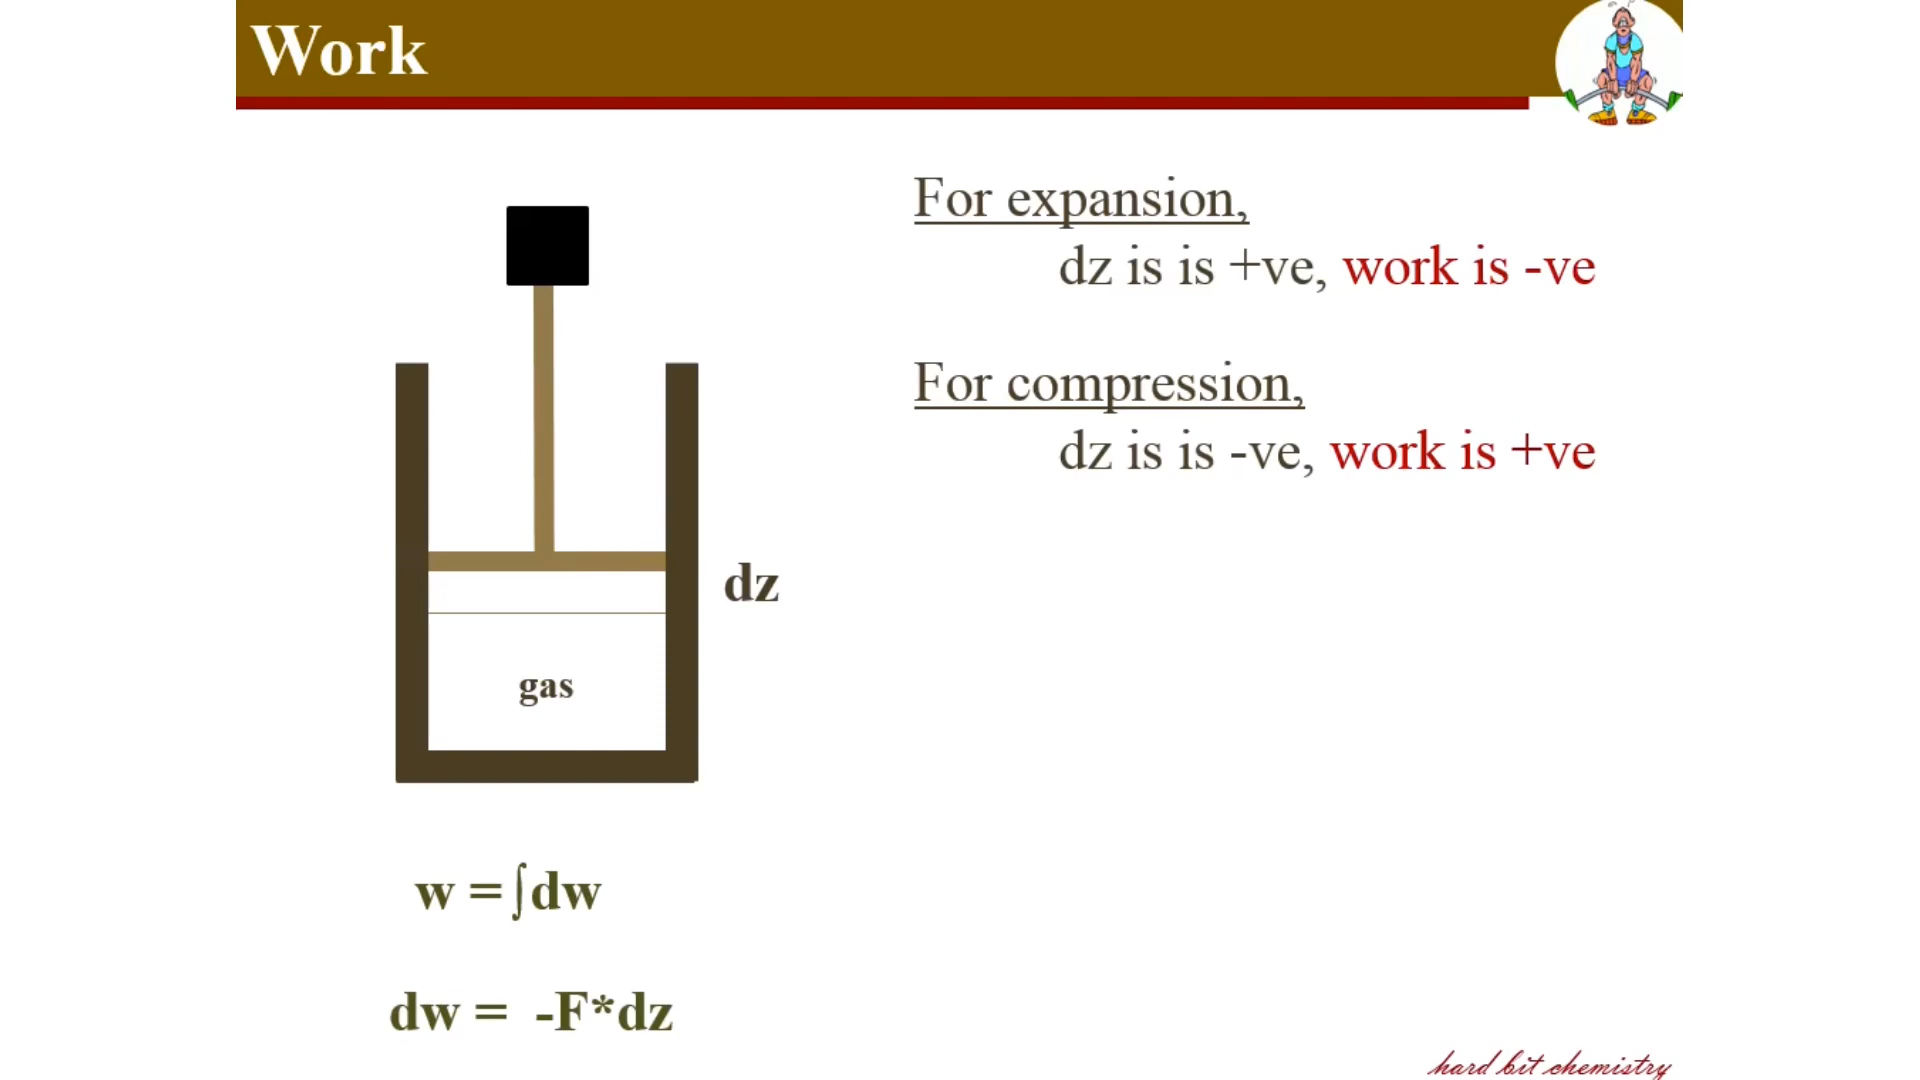 Work
For expansion,
dz is is +ve, work is -ve
For compression,
dz is is -ve, work is +ve
dz
gas
w = ∫dw
dw = -F*dz
hard bit chemistry